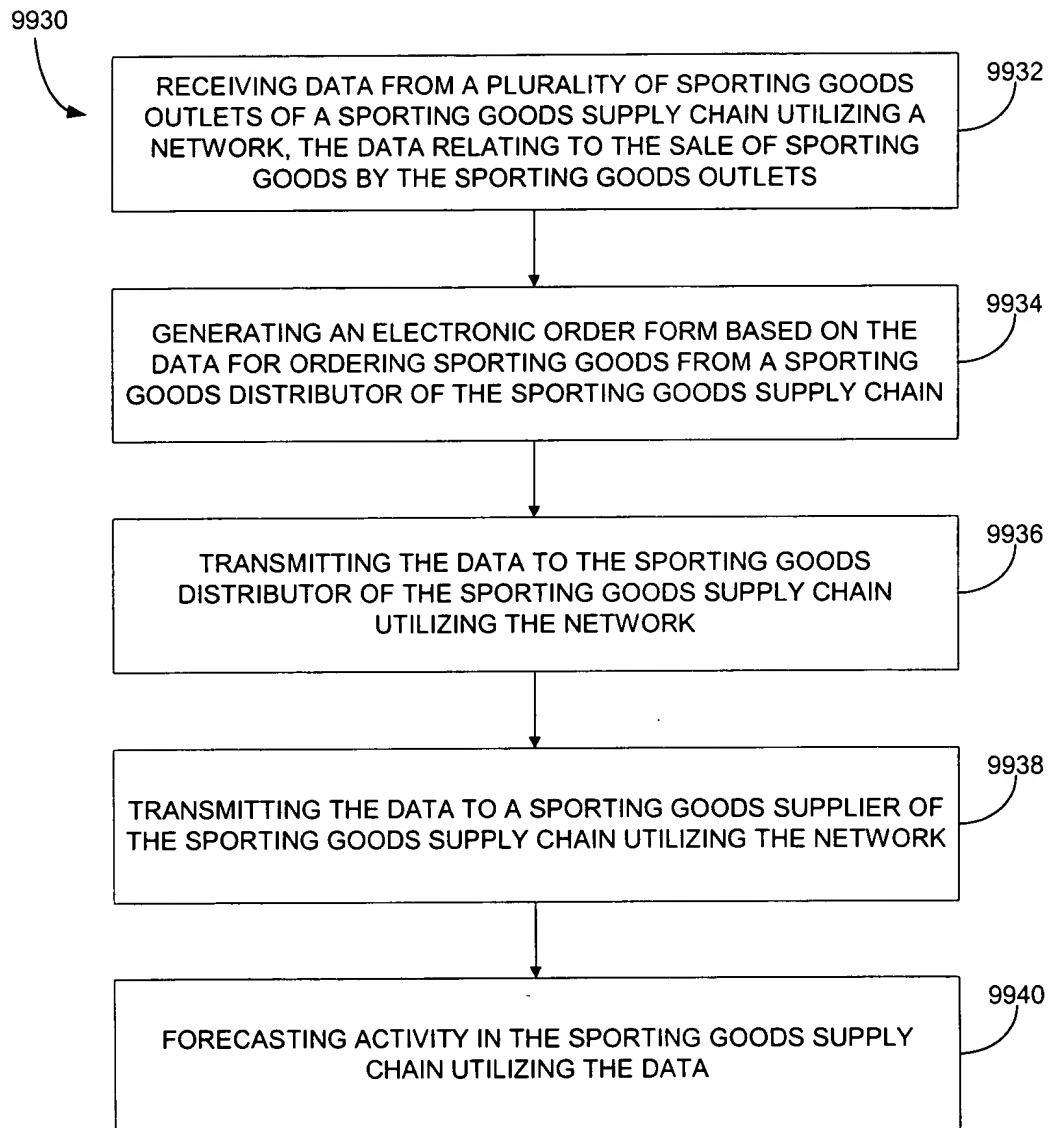 9930
RECEIVING DATA FROM A PLURALITY OF SPORTING GOODS
OUTLETS OF A SPORTING GOODS SUPPLY CHAIN UTILIZING A
NETWORK, THE DATA RELATING TO THE SALE OF SPORTING
GOODS BY THE SPORTING GOODS OUTLETS
9932
GENERATING AN ELECTRONIC ORDER FORM BASED ON THE
DATA FOR ORDERING SPORTING GOODS FROM A SPORTING
GOODS DISTRIBUTOR OF THE SPORTING GOODS SUPPLY CHAIN
9934
TRANSMITTING THE DATA TO THE SPORTING GOODS
DISTRIBUTOR OF THE SPORTING GOODS SUPPLY CHAIN
UTILIZING THE NETWORK
9936
TRANSMITTING THE DATA TO A SPORTING GOODS SUPPLIER OF
THE SPORTING GOODS SUPPLY CHAIN UTILIZING THE NETWORK
9938
FORECASTING ACTIVITY IN THE SPORTING GOODS SUPPLY
CHAIN UTILIZING THE DATA
9940